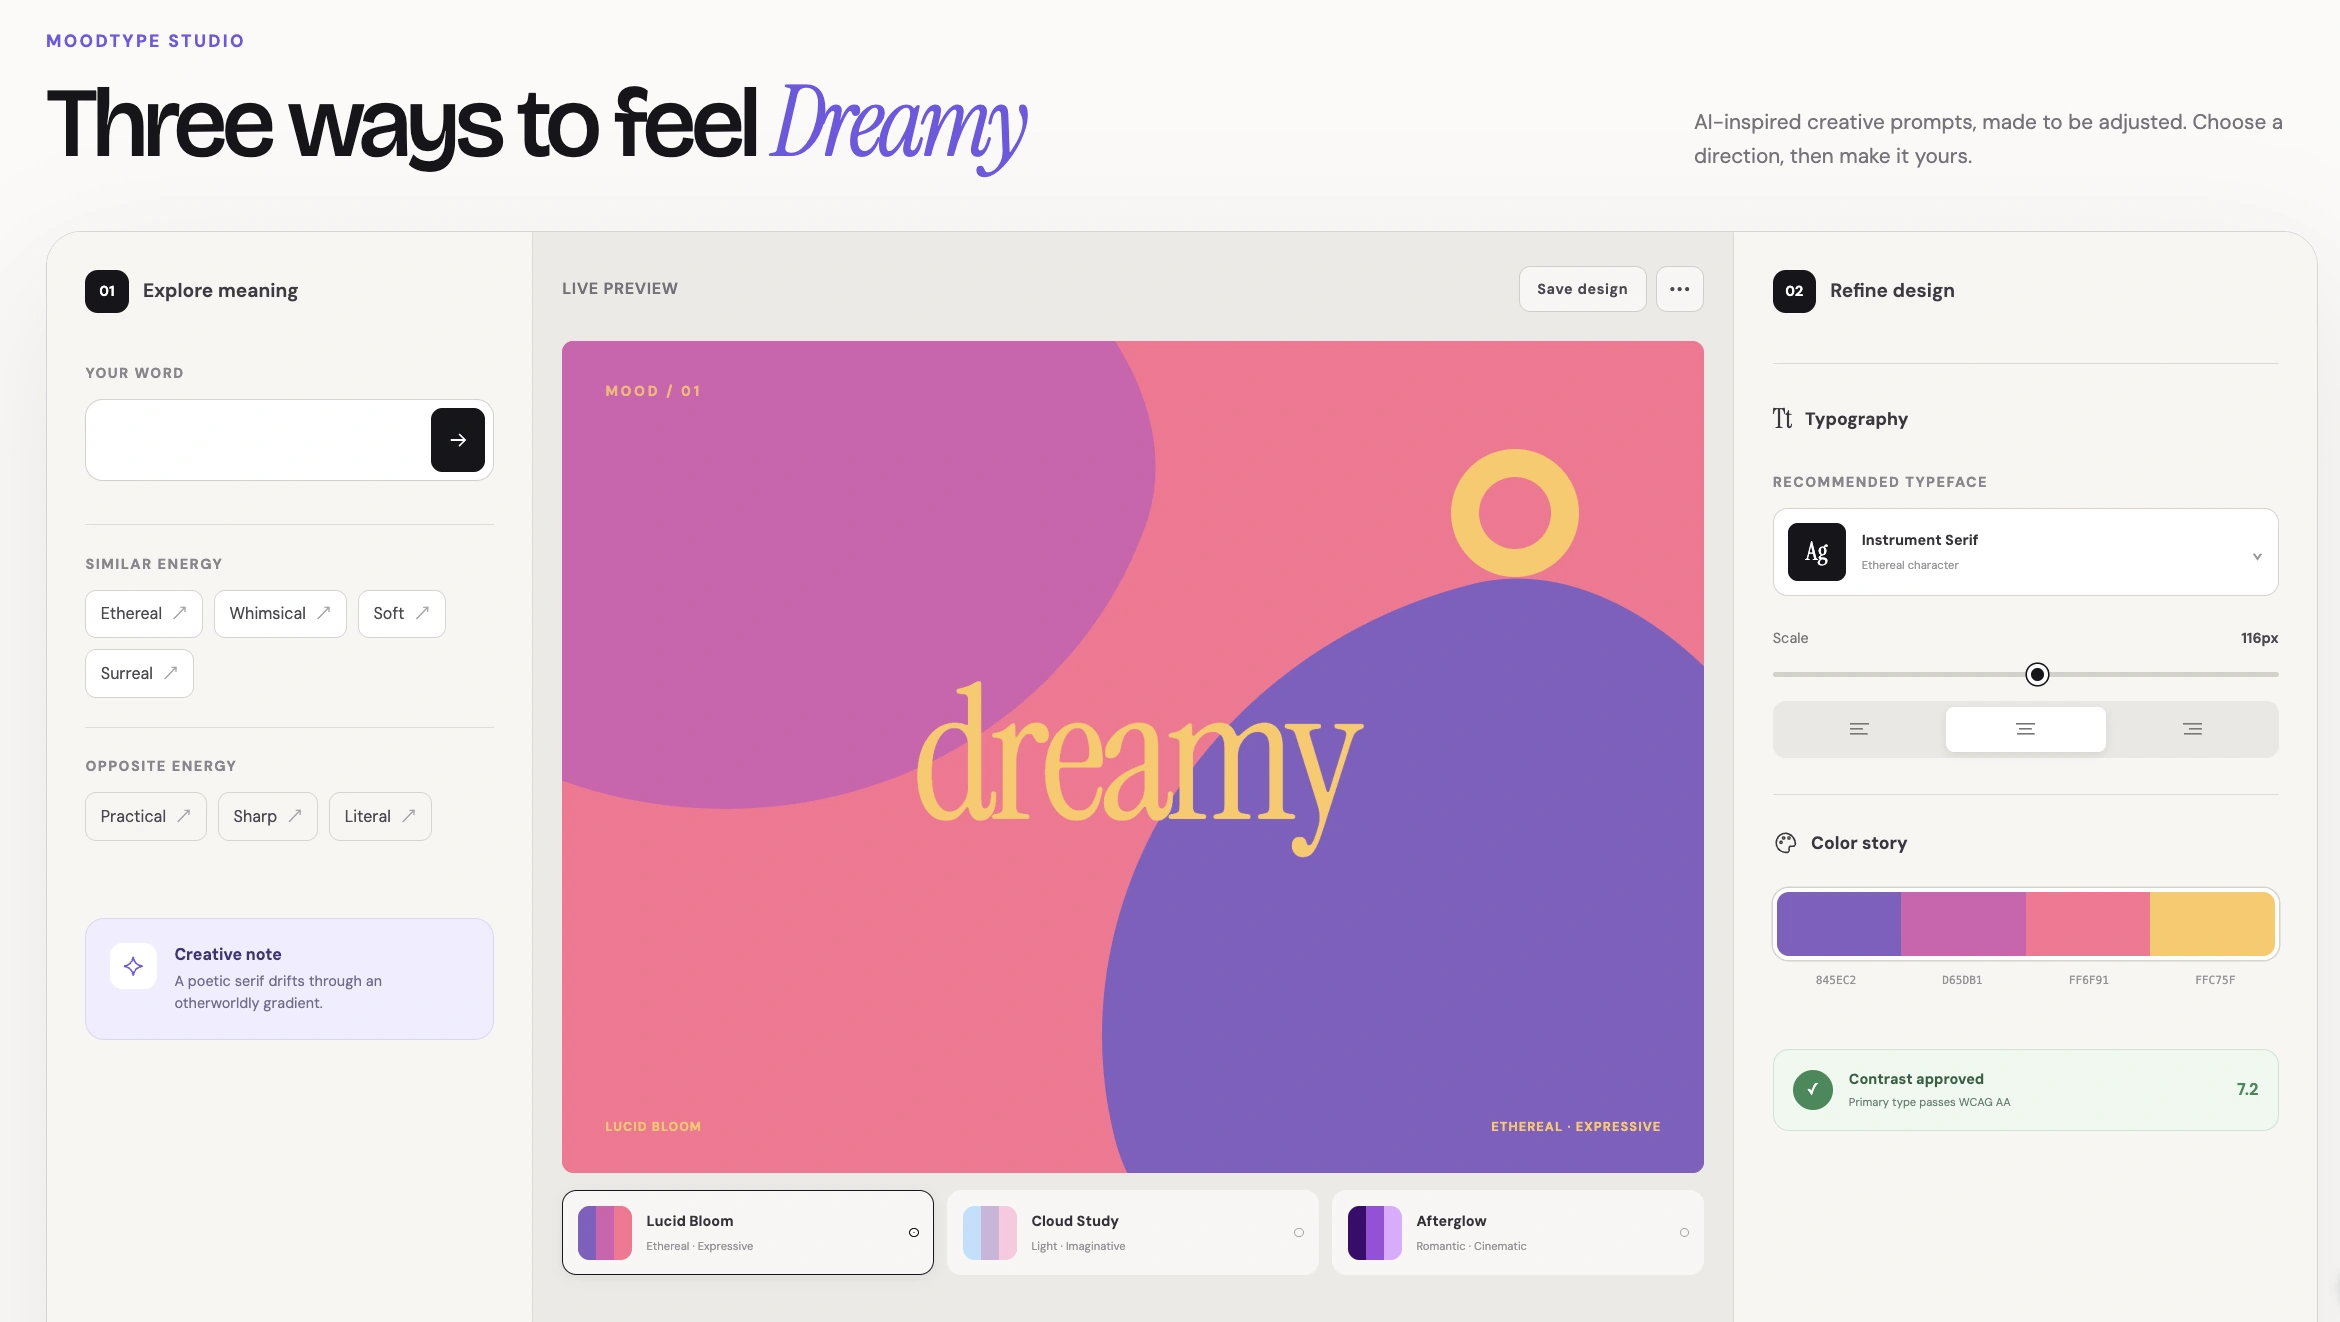 MOODTYPE STUDIO
Three ways to feel Dreamy
AI-inspired creative prompts, made to be adjusted. Choose a
direction, then make it yours.
01 Explore meaning
YOUR WORD
→
SIMILAR ENERGY
Ethereal ↗ Whimsical ↗ Soft ↗
Surreal ↗
OPPOSITE ENERGY
Practical ↗ Sharp ↗ Literal ↗
Creative note
A poetic serif drifts through an
otherworldly gradient.
LIVE PREVIEW
Save design
MOOD / 01
dreamy
LUCID BLOOM
ETHEREAL · EXPRESSIVE
Lucid Bloom
Ethereal · Expressive
Cloud Study
Light · Imaginative
Afterglow
Romantic · Cinematic
02 Refine design
Tt Typography
RECOMMENDED TYPEFACE
Ag
Instrument Serif
Ethereal character
Scale 116px
Color story
845EC2 D65DB1 FF6F91 FFC75F
✓
Contrast approved
Primary type passes WCAG AA
7.2